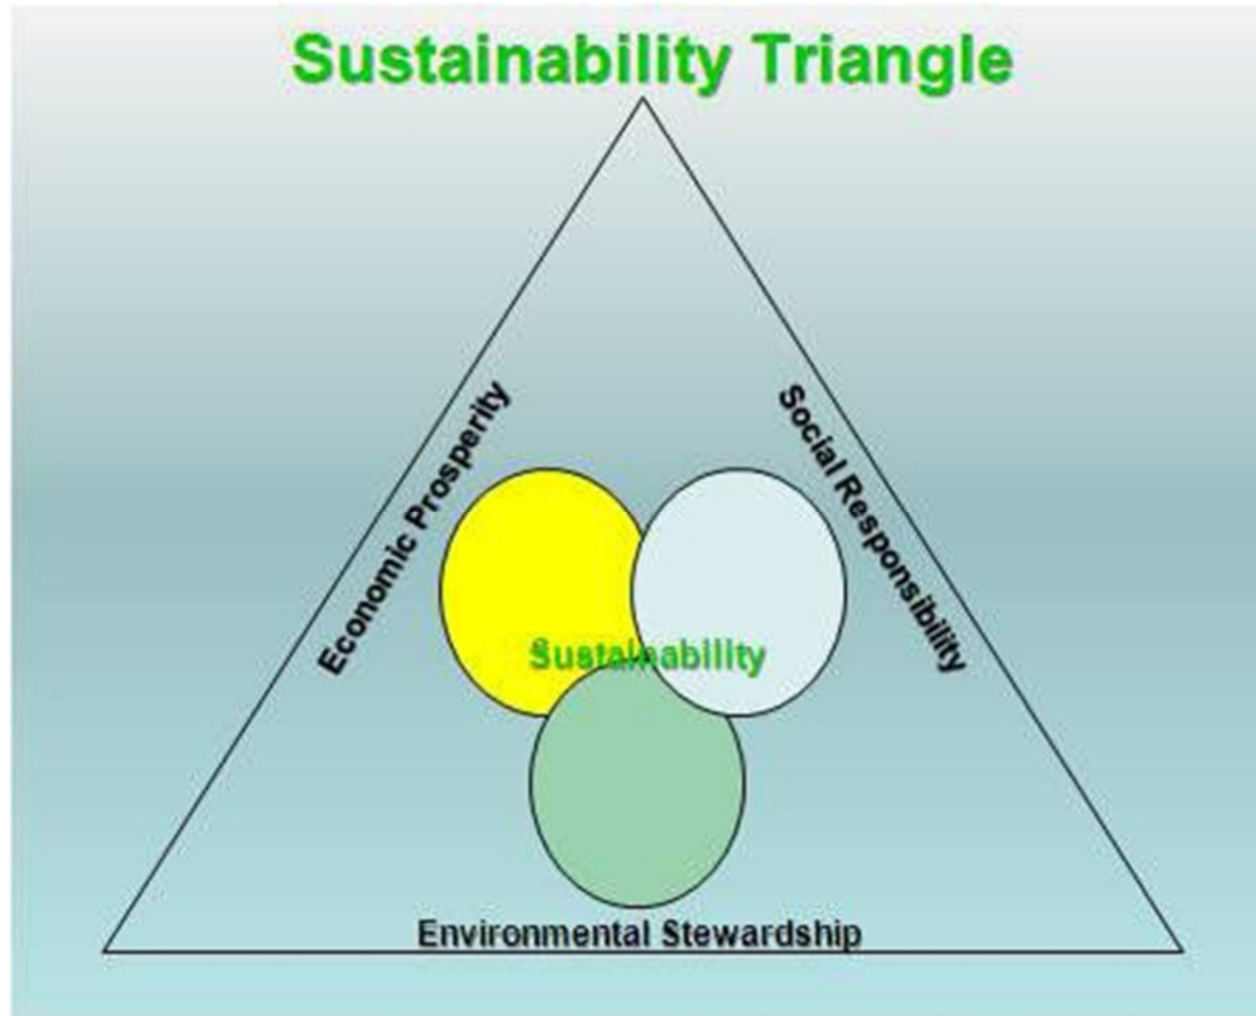 Sustainability Triangle
Economic Prosperity
Social Responsibility
Sustainability
Environmental Stewardship